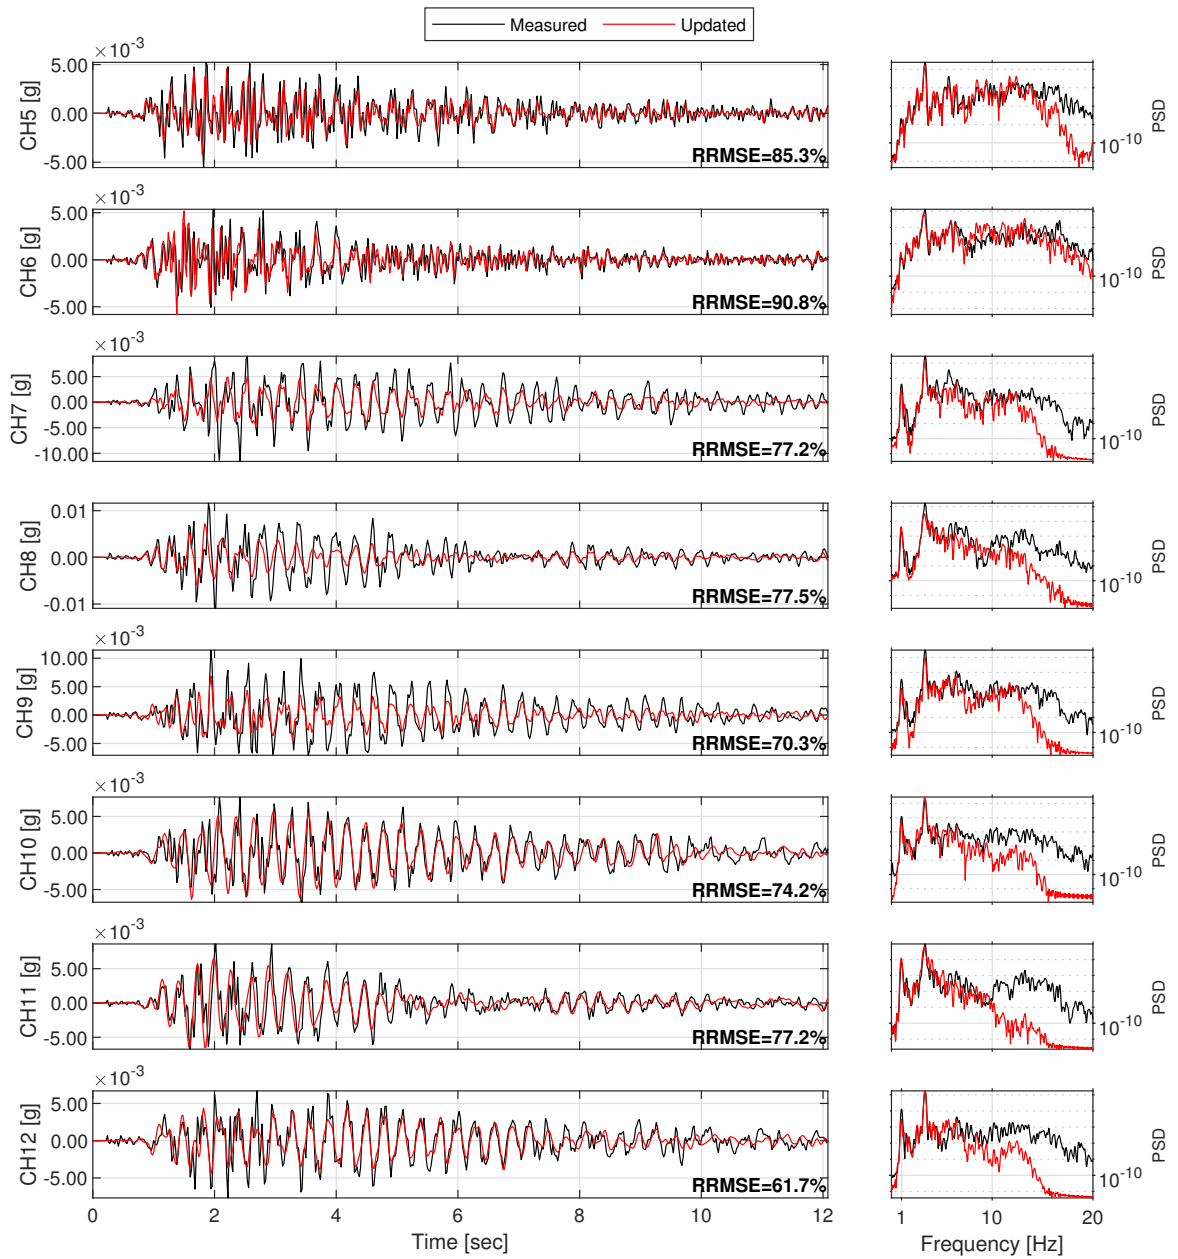 Measured Updated
×10⁻³
5.00
0.00
-5.00
CH5 [g]
RRMSE=85.3%
10⁻¹⁰
PSD
×10⁻³
5.00
0.00
-5.00
CH6 [g]
RRMSE=90.8%
10⁻¹⁰
PSD
×10⁻³
5.00
0.00
-5.00
-10.00
CH7 [g]
RRMSE=77.2%
10⁻¹⁰
PSD
0.01
0.00
-0.01
CH8 [g]
RRMSE=77.5%
10⁻¹⁰
PSD
×10⁻³
10.00
5.00
0.00
-5.00
CH9 [g]
RRMSE=70.3%
10⁻¹⁰
PSD
×10⁻³
5.00
0.00
-5.00
CH10 [g]
RRMSE=74.2%
10⁻¹⁰
PSD
×10⁻³
5.00
0.00
-5.00
CH11 [g]
RRMSE=77.2%
10⁻¹⁰
PSD
×10⁻³
5.00
0.00
-5.00
CH12 [g]
RRMSE=61.7%
10⁻¹⁰
PSD
0 2 4 6 8 10 12
1 10 20
Time [sec]
Frequency [Hz]